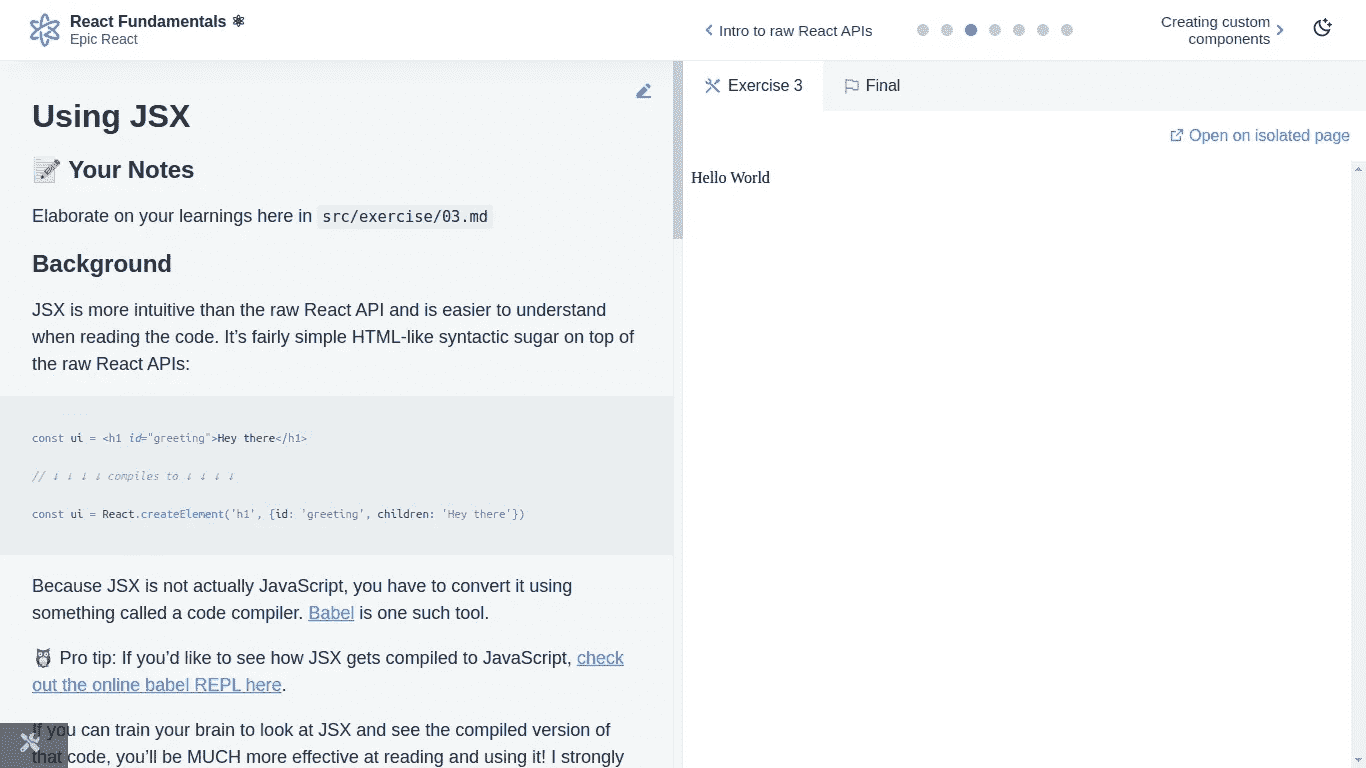 React Fundamentals ⚛
Epic React
Intro to raw React APIs
Creating custom
components
Using JSX
📝 Your Notes
Elaborate on your learnings here in src/exercise/03.md
Background
JSX is more intuitive than the raw React API and is easier to understand
when reading the code. It’s fairly simple HTML-like syntactic sugar on top of
the raw React APIs:
const ui = <h1 id="greeting">Hey there</h1>
// ↓ ↓ ↓ ↓ compiles to ↓ ↓ ↓ ↓
const ui = React.createElement('h1', {id: 'greeting', children: 'Hey there'})
Because JSX is not actually JavaScript, you have to convert it using
something called a code compiler. Babel is one such tool.
🦉 Pro tip: If you’d like to see how JSX gets compiled to JavaScript, check
out the online babel REPL here.
If you can train your brain to look at JSX and see the compiled version of
that code, you’ll be MUCH more effective at reading and using it! I strongly
Exercise 3
Final
Open on isolated page
Hello World